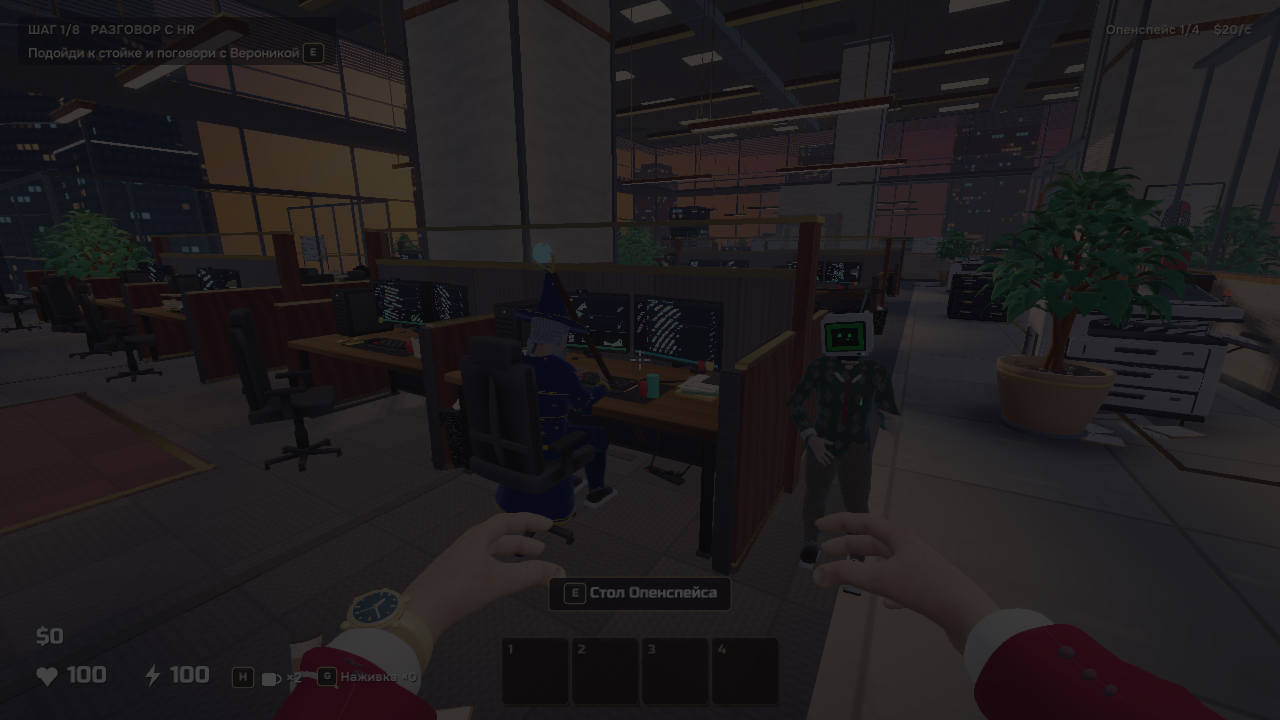 ШАГ 1/8 РАЗГОВОР С HR
Подойди к стойке и поговори с Вероникой E
Опенспейс 1/4 $20/с
E Стол Опенспейса
$0
100 100 H ×2 G Наживка ×0
1 2 3 4